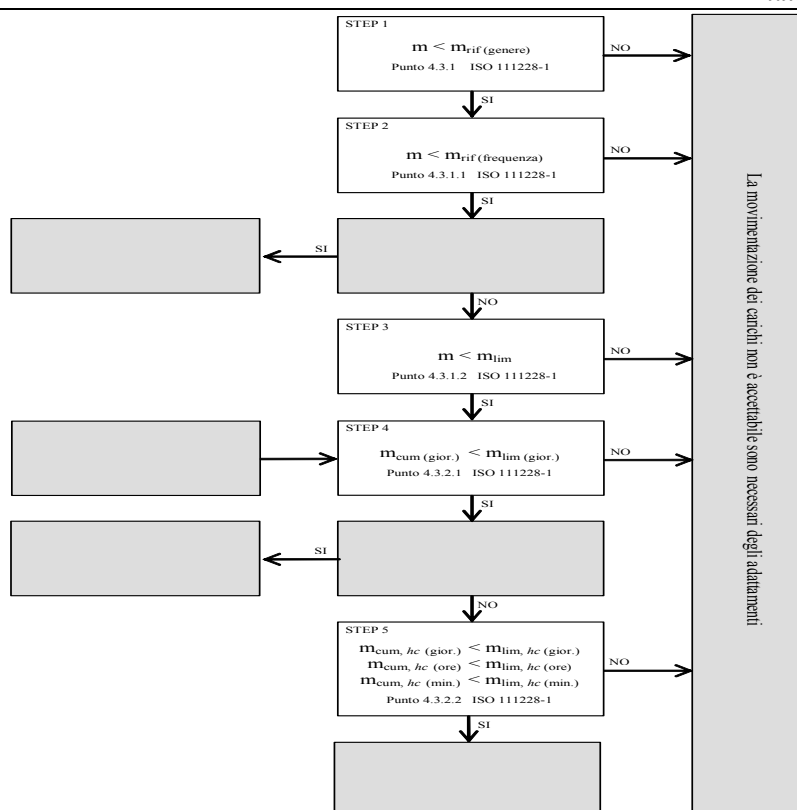 STEP 1
m < mrif (genere)
Punto 4.3.1 ISO 111228-1
NO
SI
STEP 2
m < mrif (frequenza)
Punto 4.3.1.1 ISO 111228-1
NO
SI
SI
NO
STEP 3
m < mlim
Punto 4.3.1.2 ISO 111228-1
NO
SI
STEP 4
mcum (gior.) < mlim (gior.)
Punto 4.3.2.1 ISO 111228-1
NO
SI
SI
NO
STEP 5
mcum, hc (gior.) < mlim, hc (gior.)
mcum, hc (ore) < mlim, hc (ore)
mcum, hc (min.) < mlim, hc (min.)
Punto 4.3.2.2 ISO 111228-1
NO
SI
La movimentazione dei carichi non è accettabile sono necessari degli adattamenti